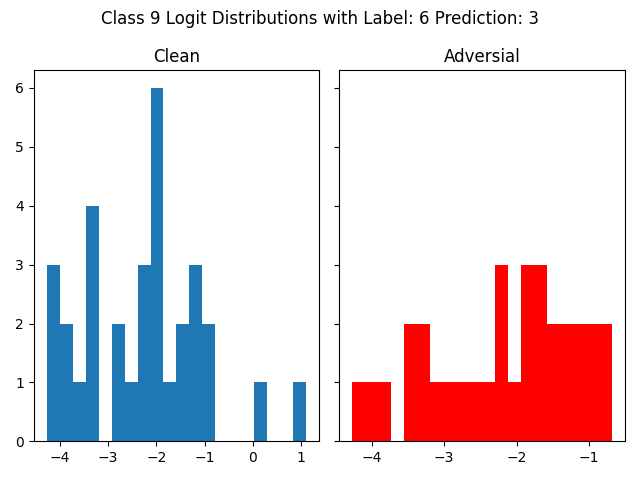 Class 9 Logit Distributions with Label: 6 Prediction: 3
Clean
Adversial
6
5
4
3
2
1
0
−4 −3 −2 −1 0 1
−4 −3 −2 −1